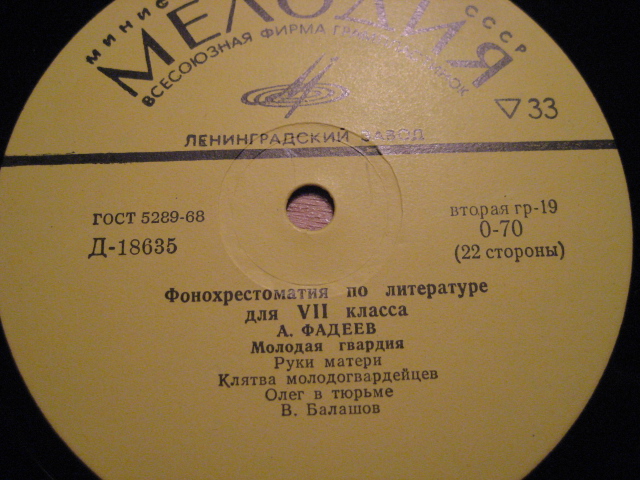 СССР
МЕЛОДИЯ
ВСЕСОЮЗНАЯ ФИРМА
▽ 33
ЛЕНИНГРАДСКИЙ ЗАВОД
ГОСТ 5289-68
Д-18635
вторая гр-19
0-70
(22 стороны)
Фонохрестоматия по литературе
для VII класса
А. ФАДЕЕВ
Молодая гвардия
Руки матери
Клятва молодогвардейцев
Олег в тюрьме
В. Балашов